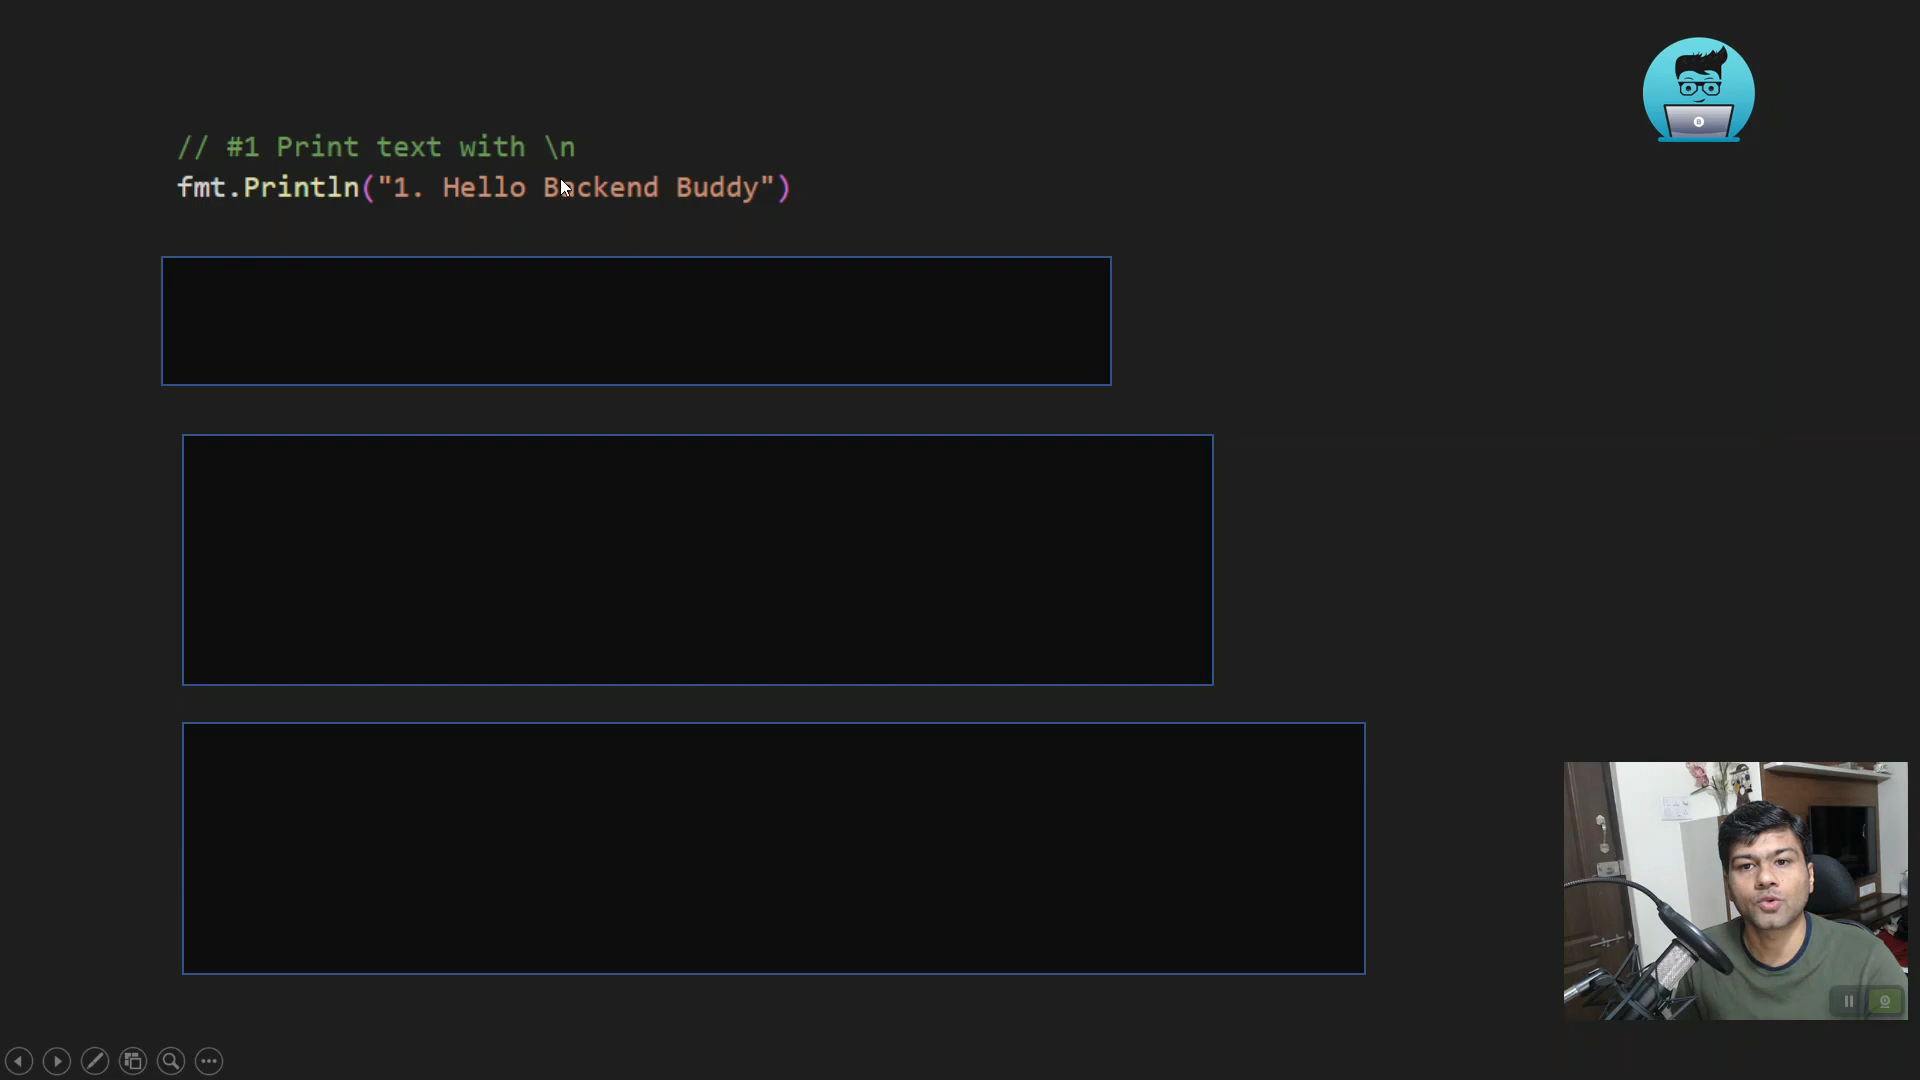 // #1 Print text with \n
fmt.Println("1. Hello Backend Buddy")